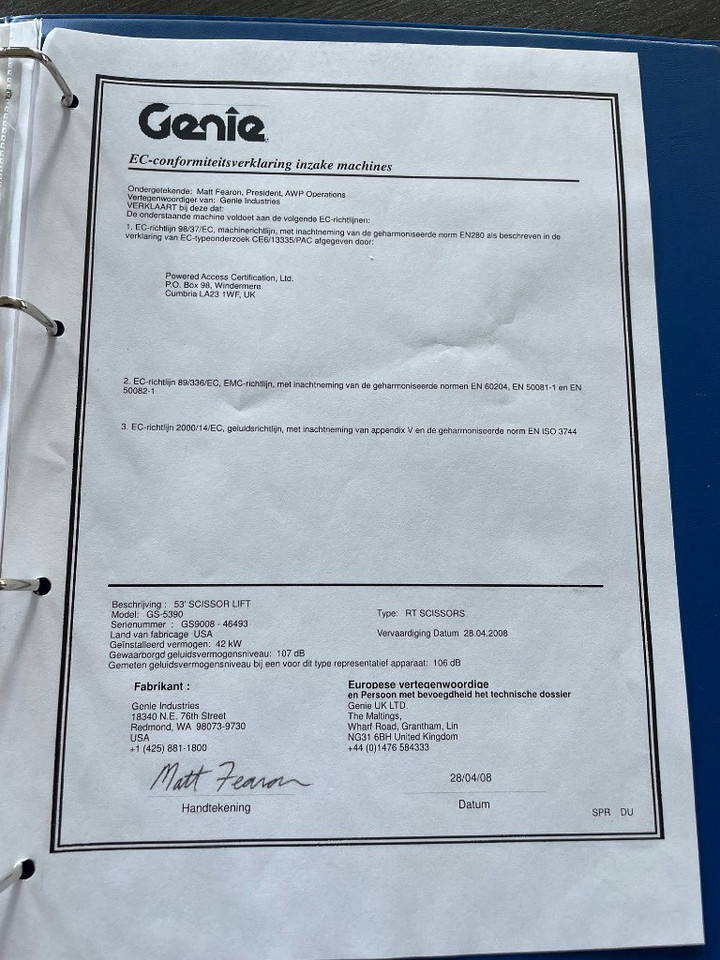 Genie
EC-conformiteitsverklaring inzake machines
Ondergetekende: Matt Fearon, President, AWP Operations
Vertegenwoordiger van: Genie Industries
VERKLAART bij deze dat:
De onderstaande machine voldoet aan de volgende EC-richtlijnen:
1. EC-richtlijn 98/37/EC, machinerichtlijn, met inachtneming van de geharmoniseerde norm EN280 als beschreven in de
verklaring van EC-typeonderzoek CE6/13335/PAC afgegeven door:
Powered Access Certification, Ltd.
P.O. Box 98, Windermere
Cumbria LA23 1WF, UK
2. EC-richtlijn 89/336/EC, EMC-richtlijn, met inachtneming van de geharmoniseerde normen EN 60204, EN 50081-1 en EN
50082-1
3. EC-richtlijn 2000/14/EC, geluidsrichtlijn, met inachtneming van appendix V en de geharmoniseerde norm EN ISO 3744
Beschrijving : 53' SCISSOR LIFT
Model: GS-5390
Type: RT SCISSORS
Serienummer : GS9008 - 46493
Vervaardiging Datum 28.04.2008
Land van fabricage USA
Geïnstalleerd vermogen: 42 kW
Gewaarborgd geluidsvermogensniveau: 107 dB
Gemeten geluidsvermogensniveau bij een voor dit type representatief apparaat: 106 dB
Fabrikant :
Genie Industries
18340 N.E. 76th Street
Redmond, WA 98073-9730
USA
+1 (425) 881-1800
Europese vertegenwoordige
en Persoon met bevoegdheid het technische dossier
Genie UK LTD.
The Maltings,
Wharf Road, Grantham, Lin
NG31 6BH United Kingdom
+44 (0)1476 584333
Matt Fearon
28/04/08
Handtekening
Datum
SPR DU